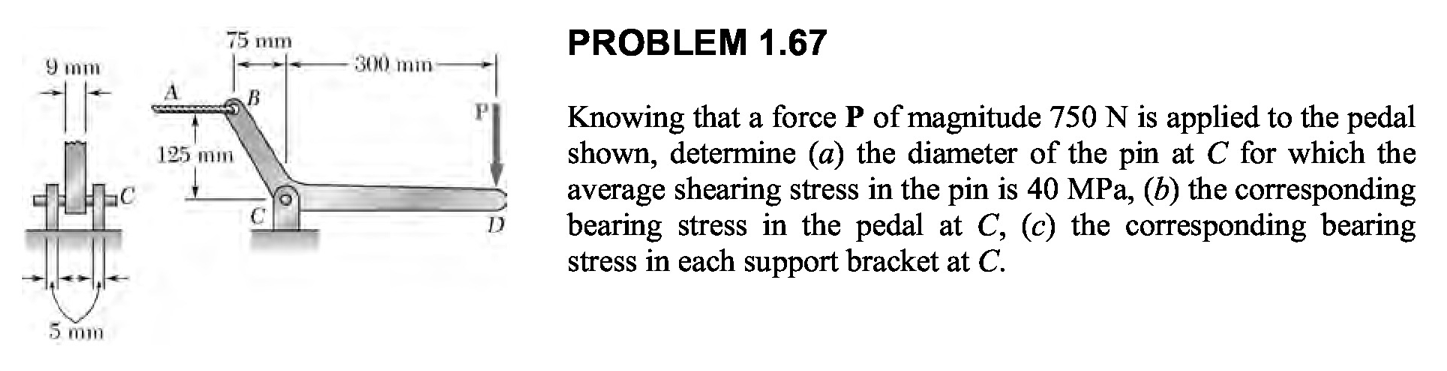 PROBLEM 1.67
Knowing that a force P of magnitude 750 N is applied to the pedal
shown, determine (a) the diameter of the pin at C for which the
average shearing stress in the pin is 40 MPa, (b) the corresponding
bearing stress in the pedal at C, (c) the corresponding bearing
stress in each support bracket at C.
75 mm
9 mm
300 mm
A
B
P
125 mm
C
C
D
5 mm